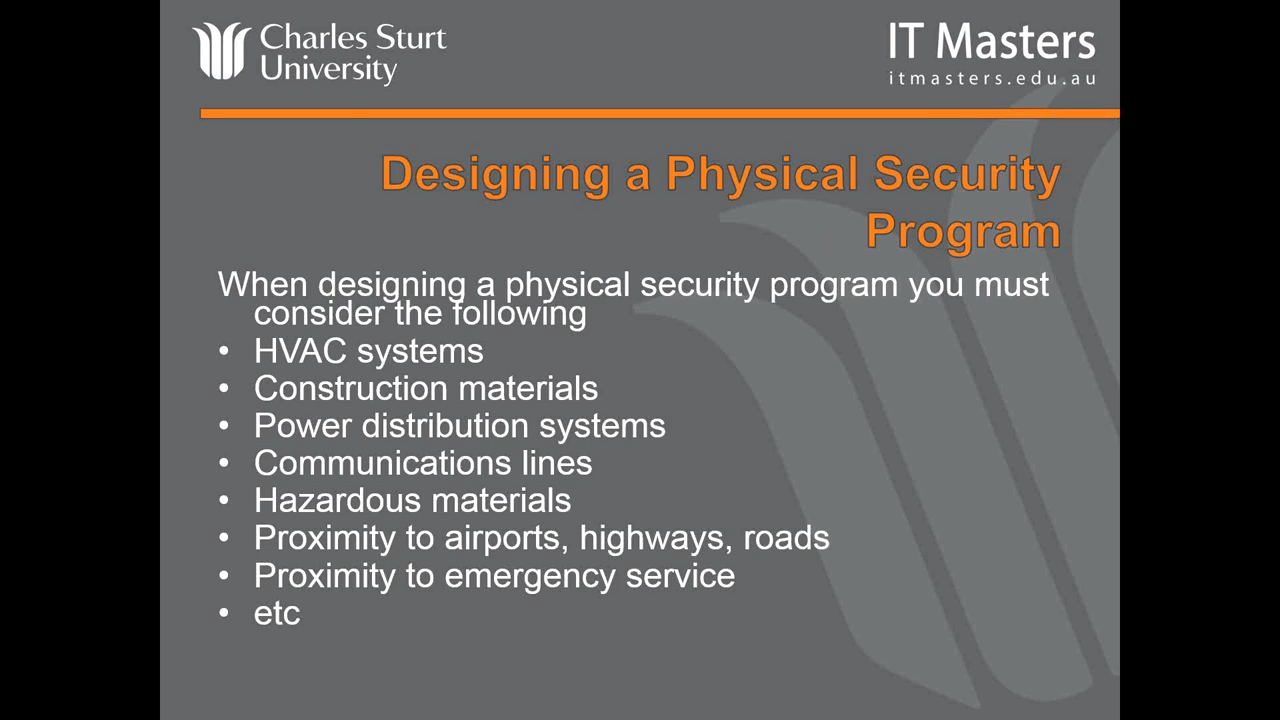 Charles Sturt
University
IT Masters
itmasters.edu.au
Designing a Physical Security
Program
When designing a physical security program you must
consider the following
• HVAC systems
• Construction materials
• Power distribution systems
• Communications lines
• Hazardous materials
• Proximity to airports, highways, roads
• Proximity to emergency service
• etc